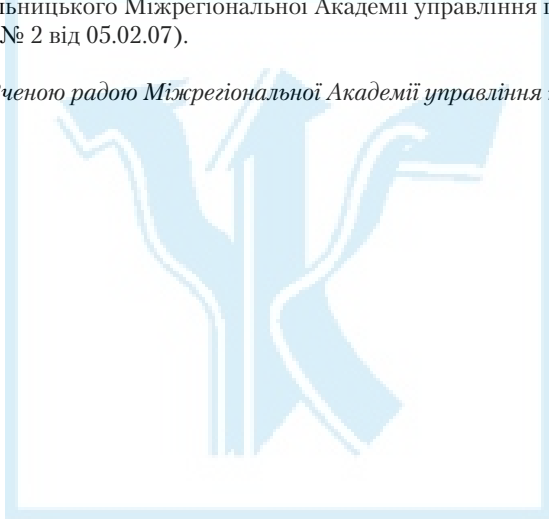 льницького Міжрегіональної Академії управління п
№ 2 від 05.02.07).
ченою радою Міжрегіональної Академії управління